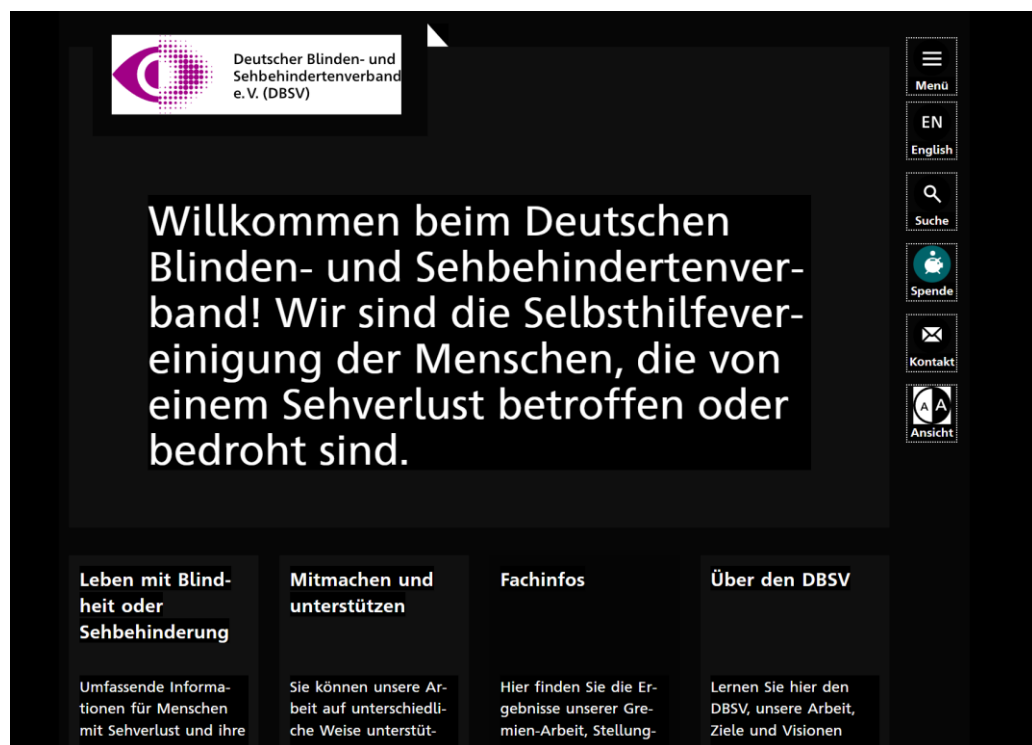 Deutscher Blinden- und
Sehbehindertenverband
e. V. (DBSV)
Menü
EN
English
Suche
Spende
Kontakt
A A
Ansicht
Willkommen beim Deutschen
Blinden- und Sehbehindertenver-
band! Wir sind die Selbsthilfever-
einigung der Menschen, die von
einem Sehverlust betroffen oder
bedroht sind.
Leben mit Blind-
heit oder
Sehbehinderung
Umfassende Informa-
tionen für Menschen
mit Sehverlust und ihre
Mitmachen und
unterstützen
Sie können unsere Ar-
beit auf unterschiedli-
che Weise unterstüt-
Fachinfos
Hier finden Sie die Er-
gebnisse unserer Gre-
mien-Arbeit, Stellung-
Über den DBSV
Lernen Sie hier den
DBSV, unsere Arbeit,
Ziele und Visionen